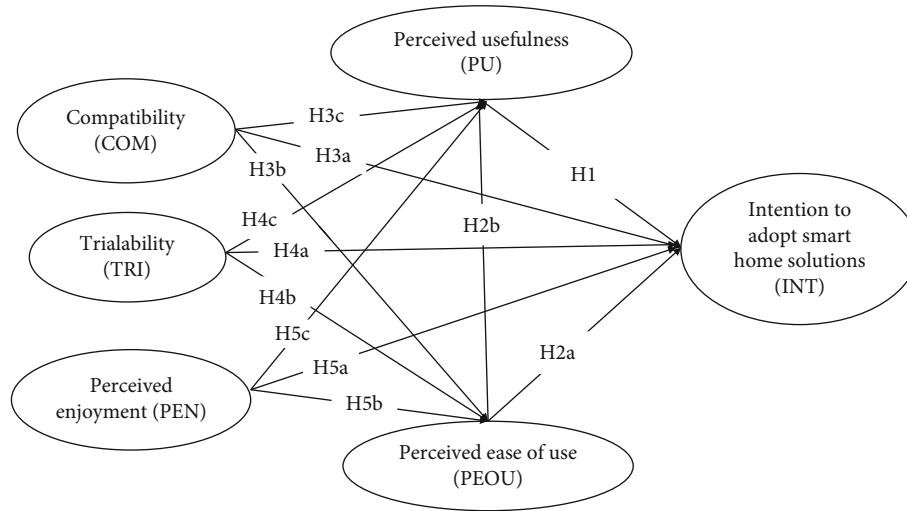 Perceived usefulness
(PU)
Compatibility
(COM)
H3c
H3a
H3b
H1
Trialability
(TRI)
H4c
H4a
H4b
H2b
Intention to
adopt smart
home solutions
(INT)
Perceived
enjoyment (PEN)
H5c
H5a
H5b
H2a
Perceived ease of use
(PEOU)